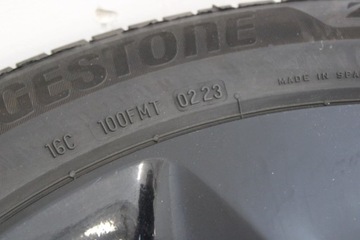 GESTONE
16C 100FMT 0223
MADE IN SPA